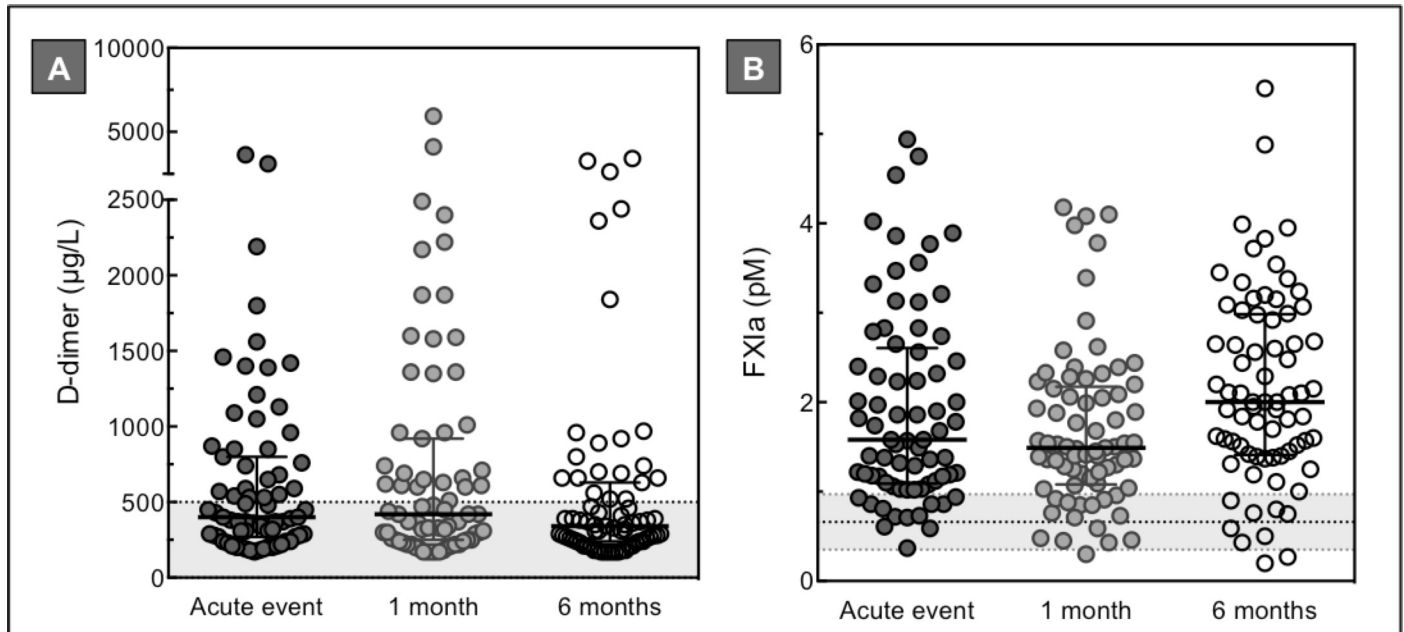 A
D-dimer (µg/L)
10000
5000
2500
2000
1500
1000
500
0
Acute event
1 month
6 months
B
FXIa (pM)
6
4
2
0
Acute event
1 month
6 months